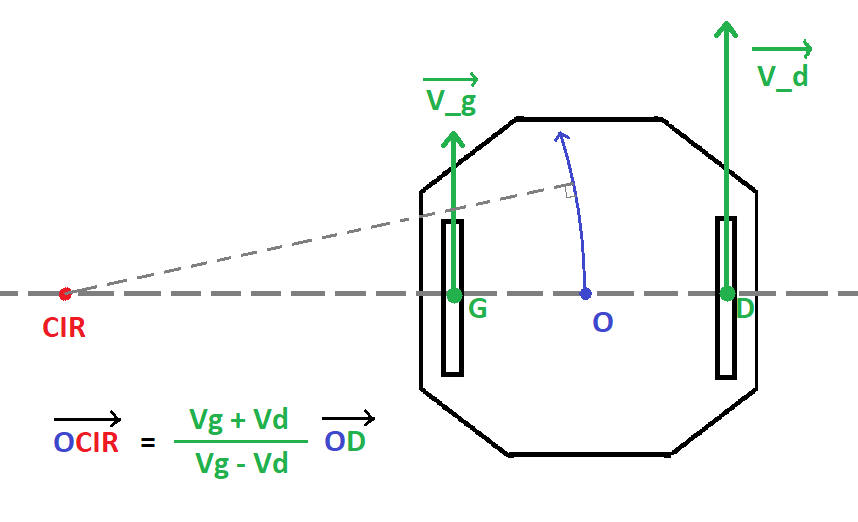 V_d
V_g
G
D
O
CIR
OCIR = Vg + Vd OD
Vg - Vd